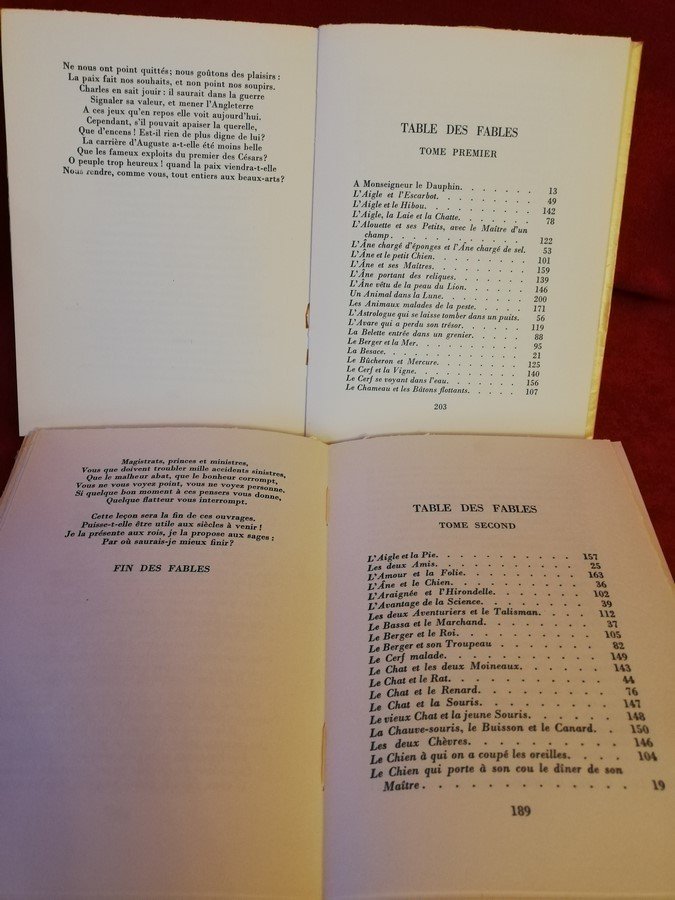 Ne nous ont point quittés; nous goûtons des plaisirs :
La paix fait nos souhaits, et non point nos soupirs.
Charles en sait jouir : il saurait dans la guerre
Signaler sa valeur, et mener l'Angleterre
A ces jeux qu'en repos elle voit aujourd'hui.
Cependant, s'il pouvait apaiser la querelle,
Que d'encens ! Est-il rien de plus digne de lui?
La carrière d'Auguste a-t-elle été moins belle
Que les fameux exploits du premier des Césars?
O peuple trop heureux ! quand la paix viendra-t-elle
Nous rendre, comme vous, tout entiers aux beaux-arts?
TABLE DES FABLES
TOME PREMIER
A Monseigneur le Dauphin. . . . . . . 13
L'Aigle et l'Escarbot. . . . . . . . 49
L'Aigle et le Hibou. . . . . . . . 142
L'Aigle, la Laie et la Chatte. . . . . . . 78
L'Alouette et ses Petits, avec le Maître d'un
champ . . . . . . . . . . 122
L'Âne chargé d'éponges et l'Âne chargé de sel. 53
L'Âne et le petit Chien. . . . . . . . 101
L'Âne et ses Maîtres. . . . . . . . 159
L'Âne portant des reliques. . . . . . . 139
L'Âne vêtu de la peau du Lion. . . . . . 146
Un Animal dans la Lune. . . . . . . 200
Les Animaux malades de la peste. . . . . . 171
L'Astrologue qui se laisse tomber dans un puits. 56
L'Avare qui a perdu son trésor. . . . . . 119
La Belette entrée dans un grenier. . . . . 88
Le Berger et la Mer. . . . . . . . 95
La Besace. . . . . . . . . . 21
Le Bûcheron et Mercure. . . . . . . 125
Le Cerf et la Vigne. . . . . . . . 140
Le Cerf se voyant dans l'eau. . . . . . 156
Le Chameau et les Bâtons flottants. . . . . 107
203
Magistrats, princes et ministres,
Vous que doivent troubler mille accidents sinistres,
Que le malheur abat, que le bonheur corrompt,
Vous ne vous voyez point, vous ne voyez personne.
Si quelque bon moment à ces pensers vous donne,
Quelque flatteur vous interrompt.
Cette leçon sera la fin de ces ouvrages.
Puisse-t-elle être utile aux siècles à venir !
Je la présente aux rois, je la propose aux sages ;
Par où saurais-je mieux finir?
FIN DES FABLES
TABLE DES FABLES
TOME SECOND
L'Aigle et la Pie. . . . . . . . . 157
Les deux Amis. . . . . . . . . 25
L'Amour et la Folie. . . . . . . . 163
L'Âne et le Chien. . . . . . . . . 36
L'Araignée et l'Hirondelle. . . . . . . 102
L'Avantage de la Science. . . . . . . 39
Les deux Aventuriers et le Talisman. . . . 112
Le Bassa et le Marchand. . . . . . . 37
Le Berger et le Roi. . . . . . . . 105
Le Berger et son Troupeau . . . . . . 82
Le Cerf malade. . . . . . . . . 149
Le Chat et les deux Moineaux. . . . . . 143
Le Chat et le Rat. . . . . . . . . 44
Le Chat et le Renard. . . . . . . . 76
Le Chat et la Souris. . . . . . . . 147
Le vieux Chat et la jeune Souris. . . . . . 148
La Chauve-souris, le Buisson et le Canard. . 150
Les deux Chèvres. . . . . . . . . 146
Le Chien à qui on a coupé les oreilles. . . . 104
Le Chien qui porte à son cou le dîner de son
Maître . . . . . . . . . . . 19
189